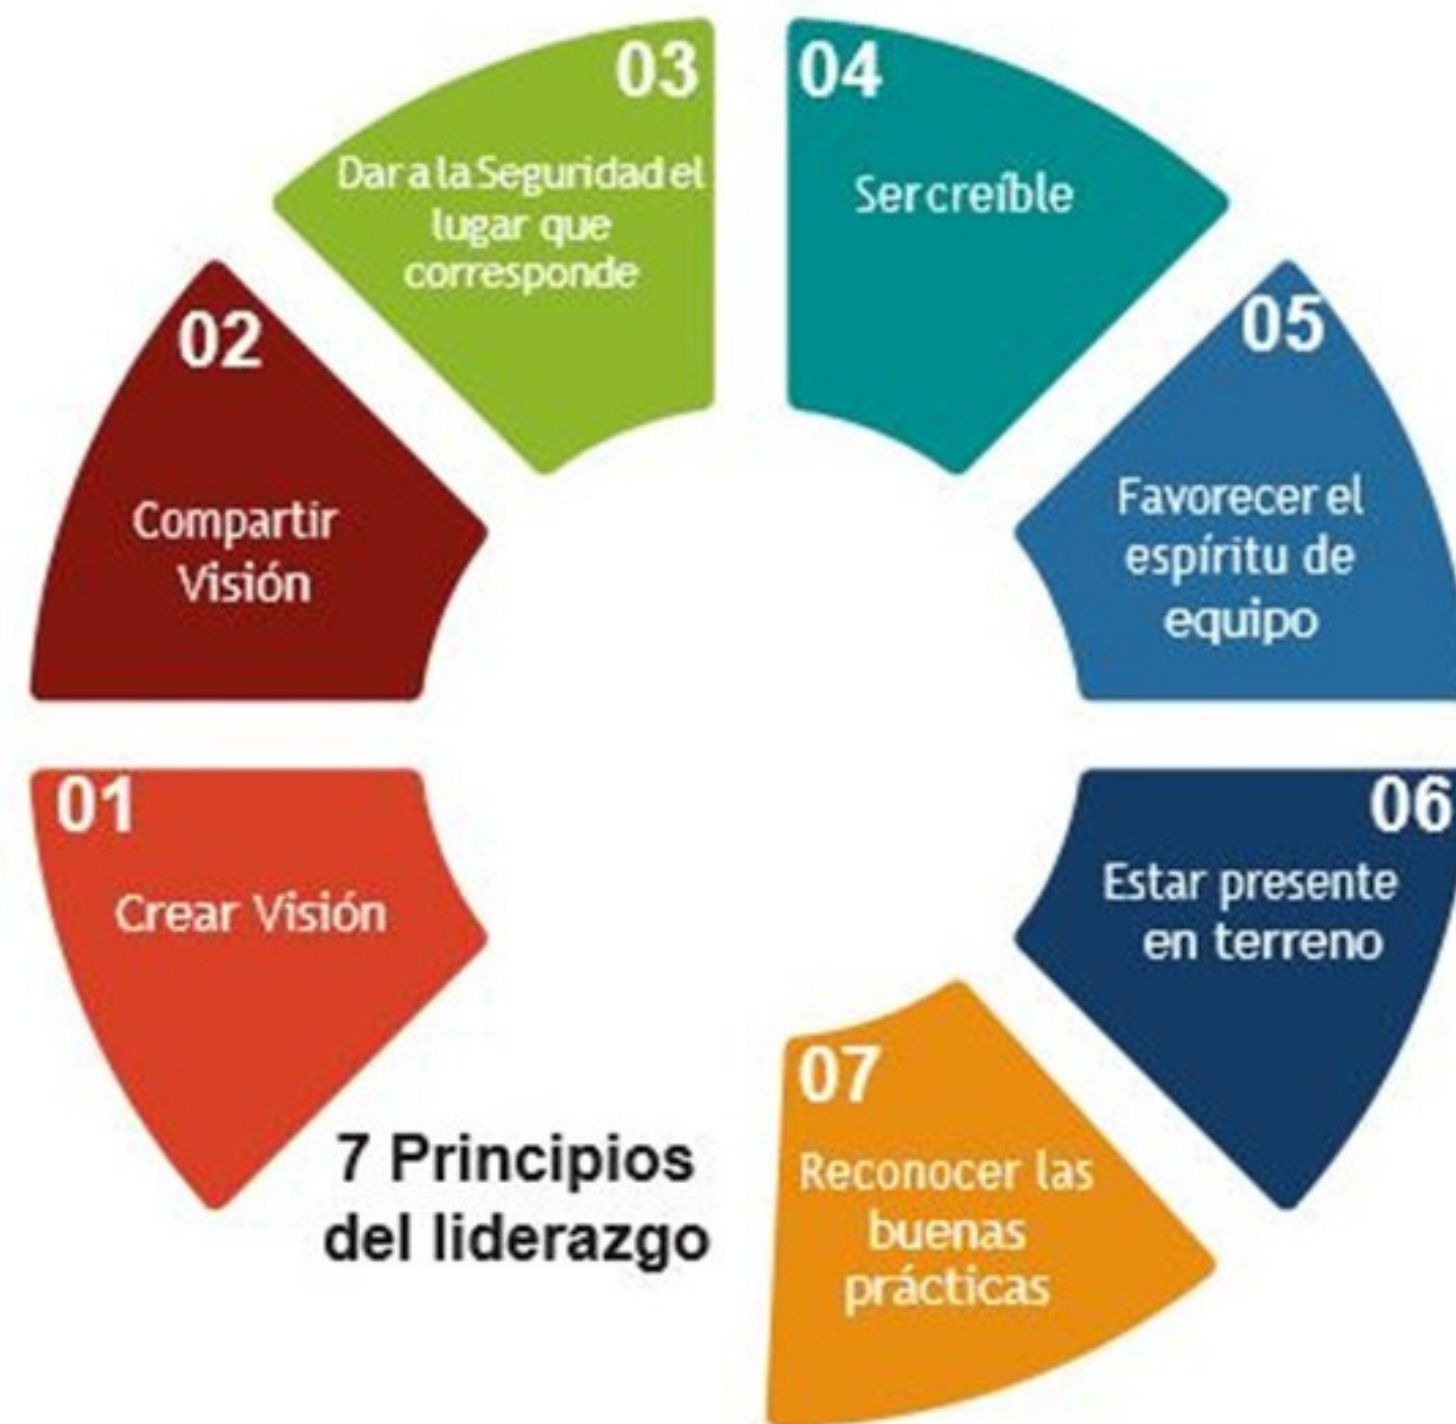 01
Crear Visión
02
Compartir
Visión
03
Dar a la Seguridad el
lugar que
corresponde
04
Ser creíble
05
Favorecer el
espíritu de
equipo
06
Estar presente
en terreno
07
Reconocer las
buenas
prácticas
7 Principios
del liderazgo